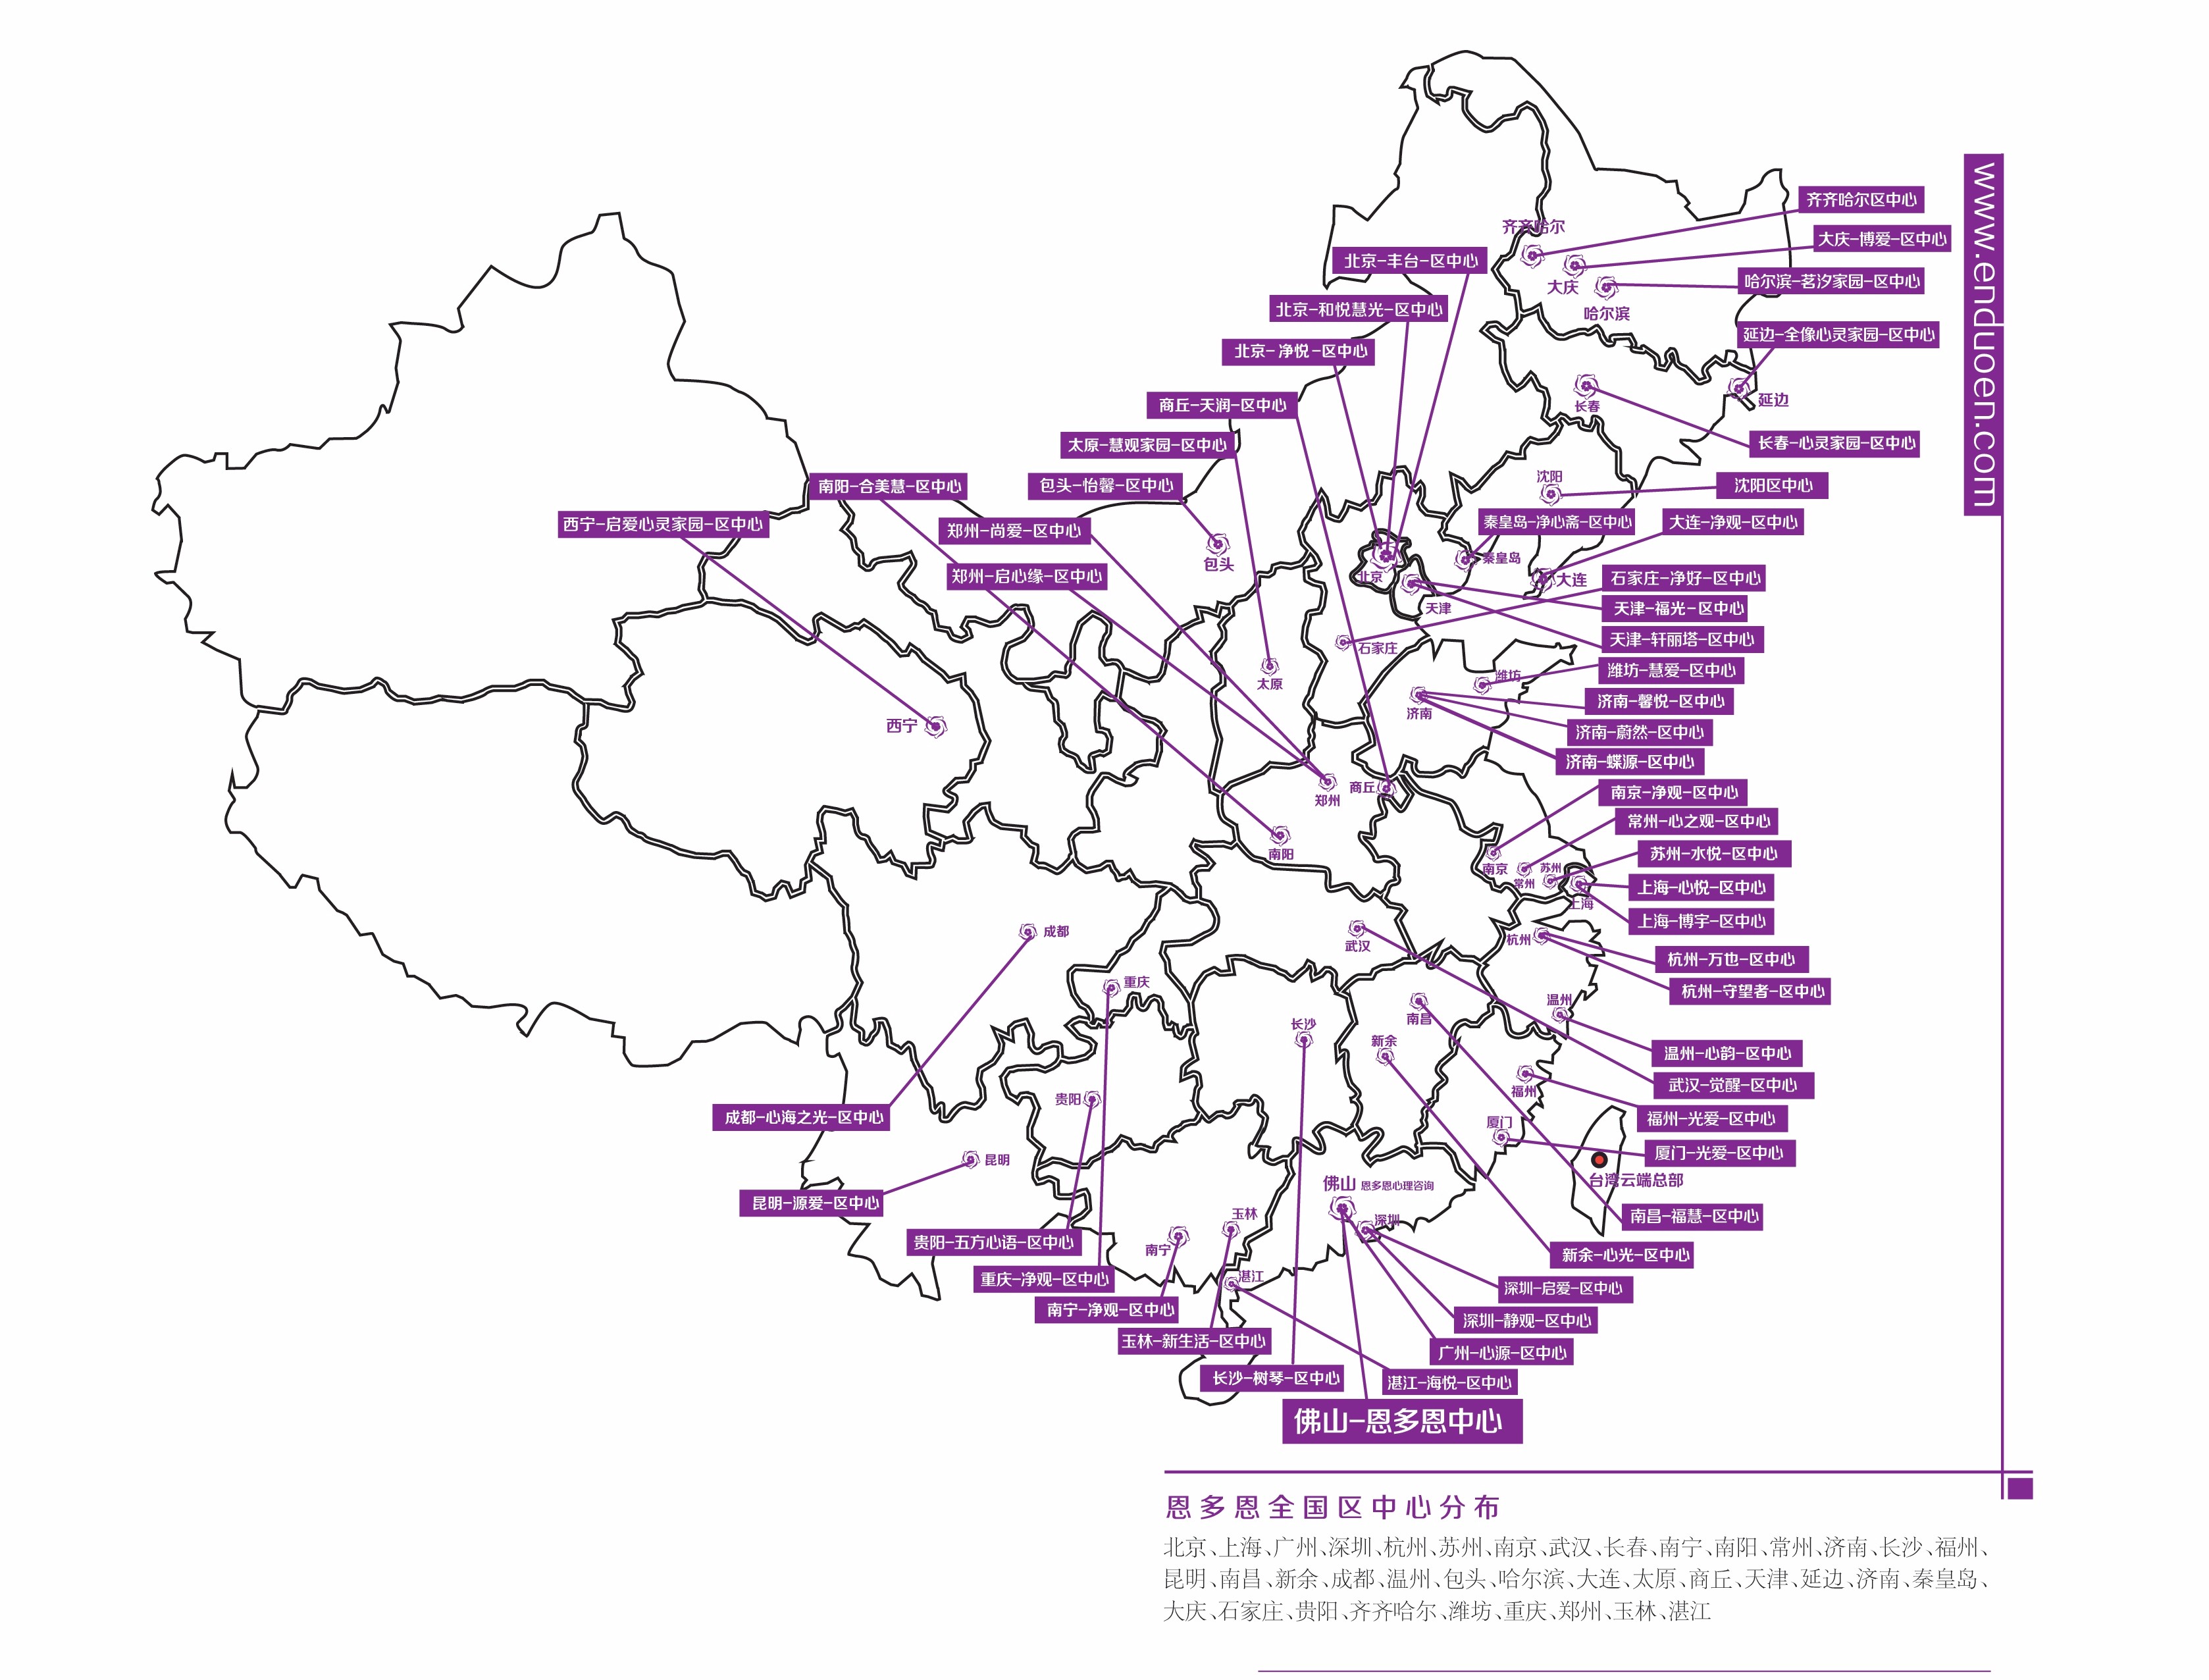 www.enduoen.com
齐齐哈尔区中心
齐齐哈尔
大庆-博爱-区中心
北京-丰台-区中心
哈尔滨-茗汐家园-区中心
大庆
哈尔滨
北京-和悦慧光-区中心
延边-全像心灵家园-区中心
北京-净悦-区中心
延边
商丘-天润-区中心
长春
太原-慧观家园-区中心
长春-心灵家园-区中心
南阳-合美慧-区中心
包头-怡馨-区中心
沈阳
沈阳区中心
西宁-启爱心灵家园-区中心
郑州-尚爱-区中心
秦皇岛-净心斋-区中心
大连-净观-区中心
包头
秦皇岛
郑州-启心缘-区中心
北京
大连
石家庄-净好-区中心
天津
天津-福光-区中心
天津-轩丽塔-区中心
石家庄
潍坊-慧爱-区中心
太原
潍坊
济南-馨悦-区中心
济南
西宁
济南-蔚然-区中心
济南-蝶源-区中心
商丘
南京-净观-区中心
郑州
常州-心之观-区中心
南阳
苏州-水悦-区中心
南京
苏州
常州
上海-心悦-区中心
上海
上海-博宇-区中心
成都
武汉
杭州
杭州-万也-区中心
重庆
杭州-守望者-区中心
温州
南昌
长沙
新余
温州-心韵-区中心
武汉-觉醒-区中心
贵阳
福州
成都-心海之光-区中心
福州-光爱-区中心
厦门
厦门-光爱-区中心
昆明
台湾云端总部
佛山 恩多恩心理咨询
昆明-源爱-区中心
玉林
深圳
南昌-福慧-区中心
贵阳-五方心语-区中心
南宁
新余-心光-区中心
重庆-净观-区中心
湛江
深圳-启爱-区中心
南宁-净观-区中心
深圳-静观-区中心
玉林-新生活-区中心
广州-心源-区中心
长沙-树琴-区中心
湛江-海悦-区中心
佛山-恩多恩中心
恩多恩全国区中心分布
北京、上海、广州、深圳、杭州、苏州、南京、武汉、长春、南宁、南阳、常州、济南、长沙、福州、
昆明、南昌、新余、成都、温州、包头、哈尔滨、大连、太原、商丘、天津、延边、济南、秦皇岛、
大庆、石家庄、贵阳、齐齐哈尔、潍坊、重庆、郑州、玉林、湛江